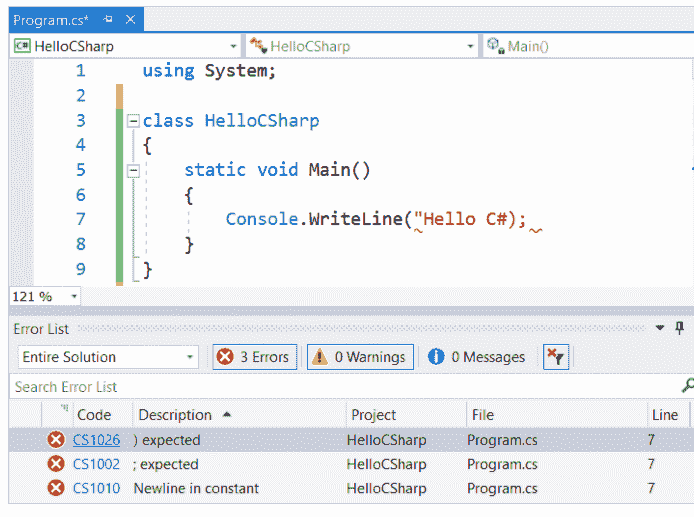 Program.cs*
HelloCSharp HelloCSharp Main()
1 using System;
2
3 class HelloCSharp
4 {
5 static void Main()
6 {
7 Console.WriteLine("Hello C#);
8 }
9 }
121 %
Error List
Entire Solution 3 Errors 0 Warnings 0 Messages
Search Error List
Code Description Project File Line
CS1026 ) expected HelloCSharp Program.cs 7
CS1002 ; expected HelloCSharp Program.cs 7
CS1010 Newline in constant HelloCSharp Program.cs 7